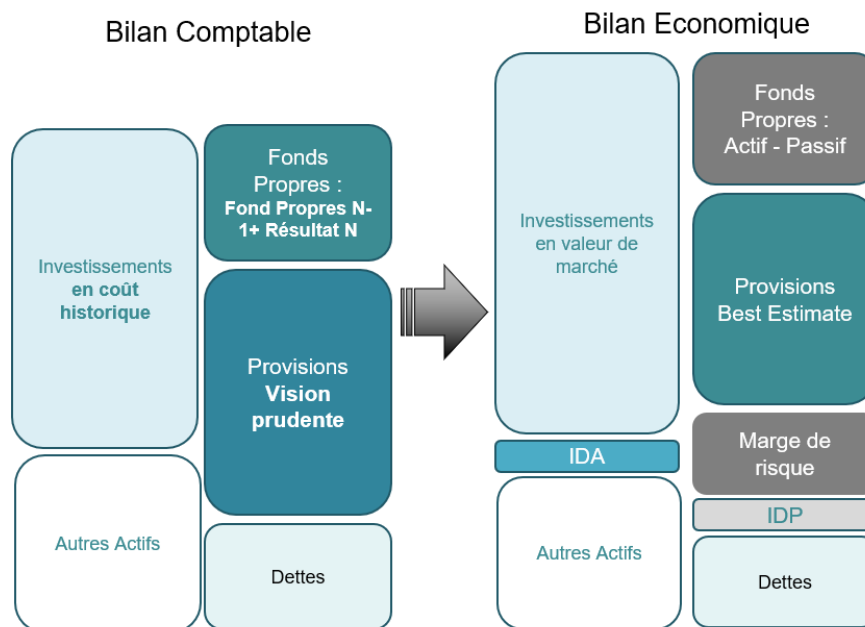 Bilan Comptable
Investissements
en coût
historique
Autres Actifs
Fonds
Propres :
Fond Propres N-
1+ Résultat N
Provisions
Vision
prudente
Dettes
Bilan Economique
Investissements
en valeur de
marché
IDA
Autres Actifs
Fonds
Propres :
Actif - Passif
Provisions
Best Estimate
Marge de
risque
IDP
Dettes